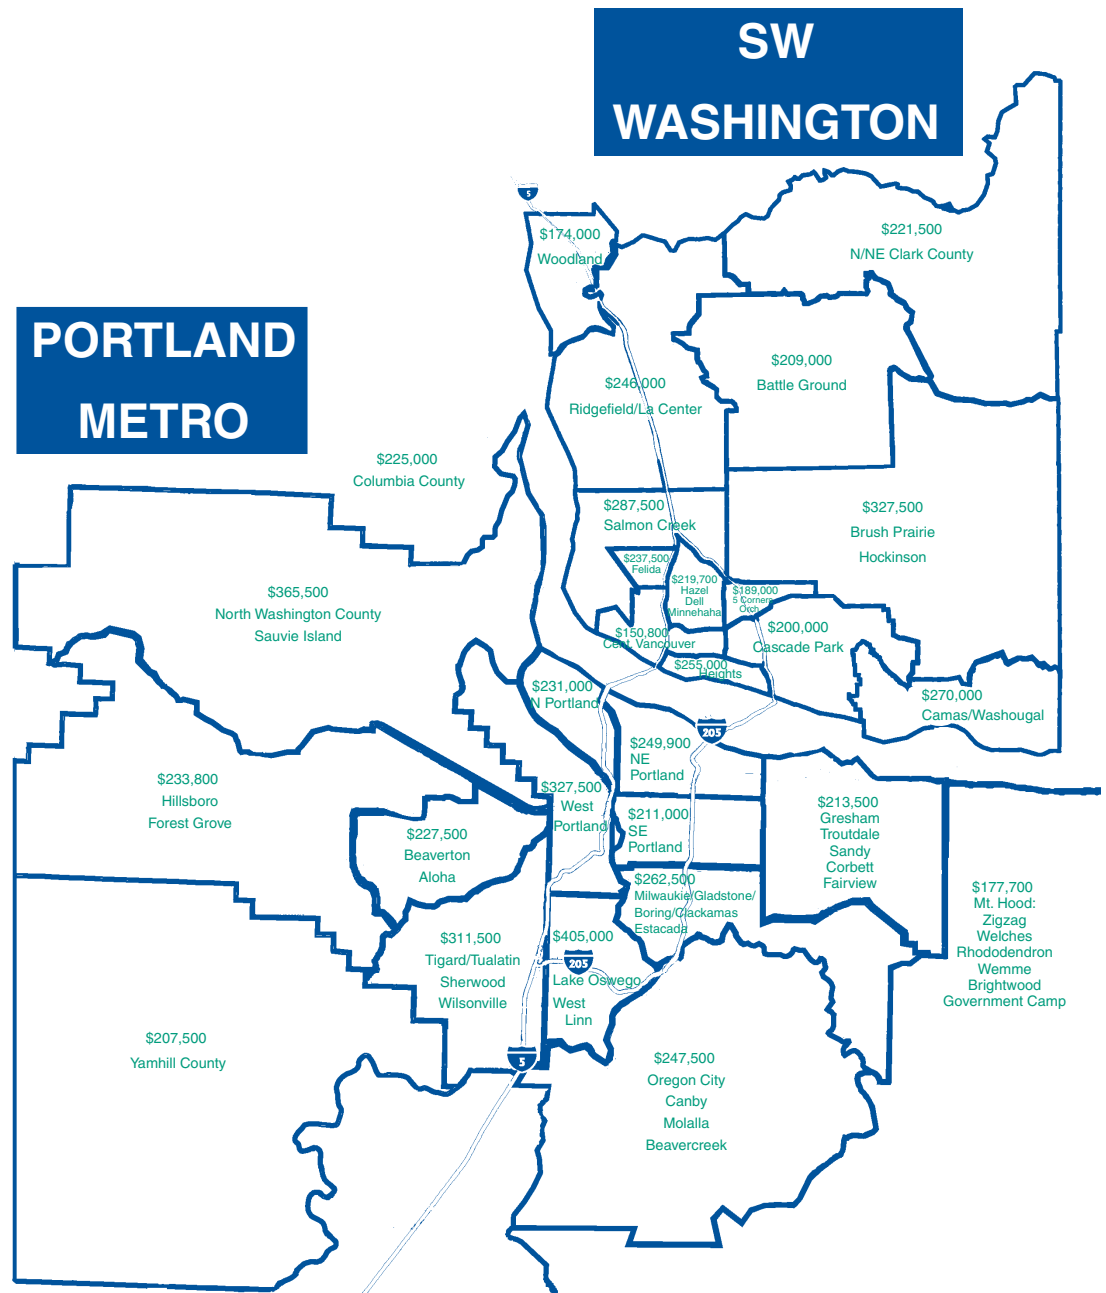 SW
WASHINGTON
5
$174,000
Woodland
$221,500
N/NE Clark County
PORTLAND
METRO
$246,000
Ridgefield/La Center
$209,000
Battle Ground
$225,000
Columbia County
$287,500
Salmon Creek
$327,500
Brush Prairie
Hockinson
$237,500
Felida
$219,700
Hazel
Dell
Minnehaha
$189,000
5 Corners
Orch
$365,500
North Washington County
Sauvie Island
$150,800
Cent. Vancouver
$200,000
Cascade Park
$255,000
Heights
$231,000
N Portland
$270,000
Camas/Washougal
205
$249,900
NE
Portland
$233,800
Hillsboro
Forest Grove
$327,500
West
Portland
$211,000
SE
Portland
$213,500
Gresham
Troutdale
Sandy
Corbett
Fairview
$227,500
Beaverton
Aloha
$262,500
Milwaukie/Gladstone/
Boring/Clackamas
Estacada
$177,700
Mt. Hood:
Zigzag
Welches
Rhododendron
Wemme
Brightwood
Government Camp
$311,500
Tigard/Tualatin
Sherwood
Wilsonville
$405,000
205
Lake Oswego
West
Linn
$207,500
Yamhill County
5
$247,500
Oregon City
Canby
Molalla
Beavercreek